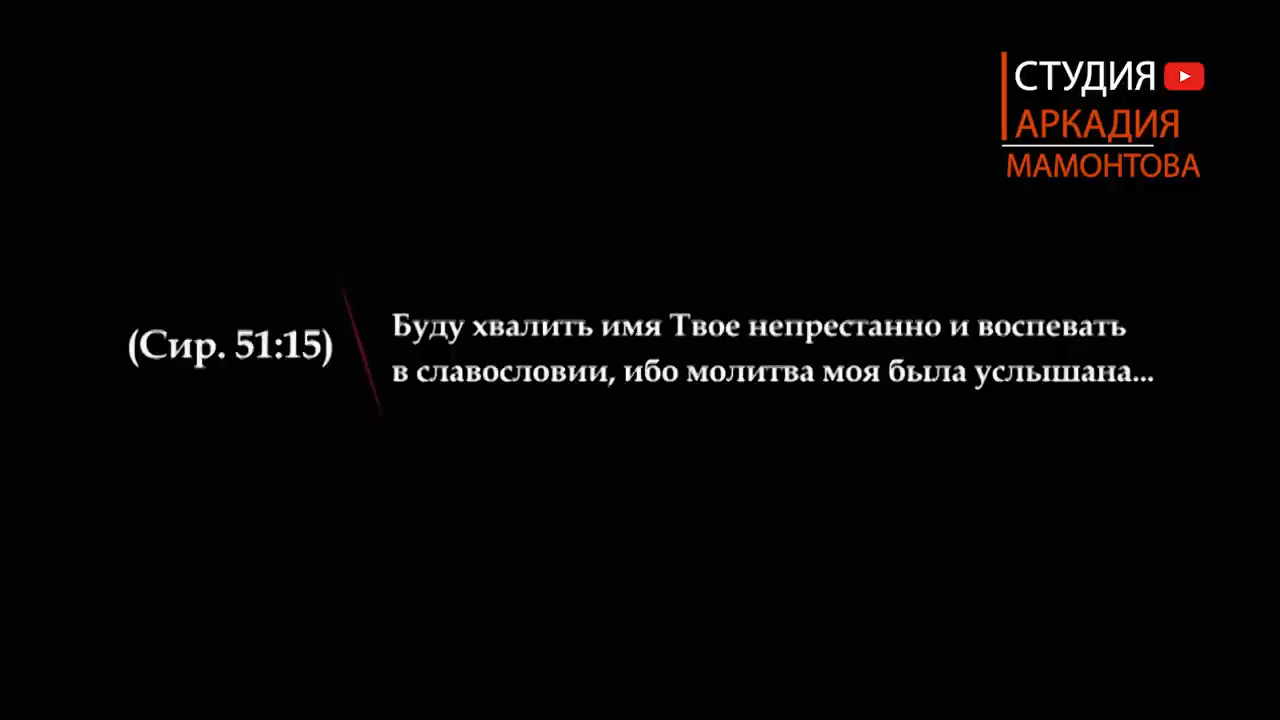 СТУДИЯ
АРКАДИЯ
МАМОНТОВА
(Сир. 51:15)
Буду хвалить имя Твое непрестанно и воспевать
в славословии, ибо молитва моя была услышана...